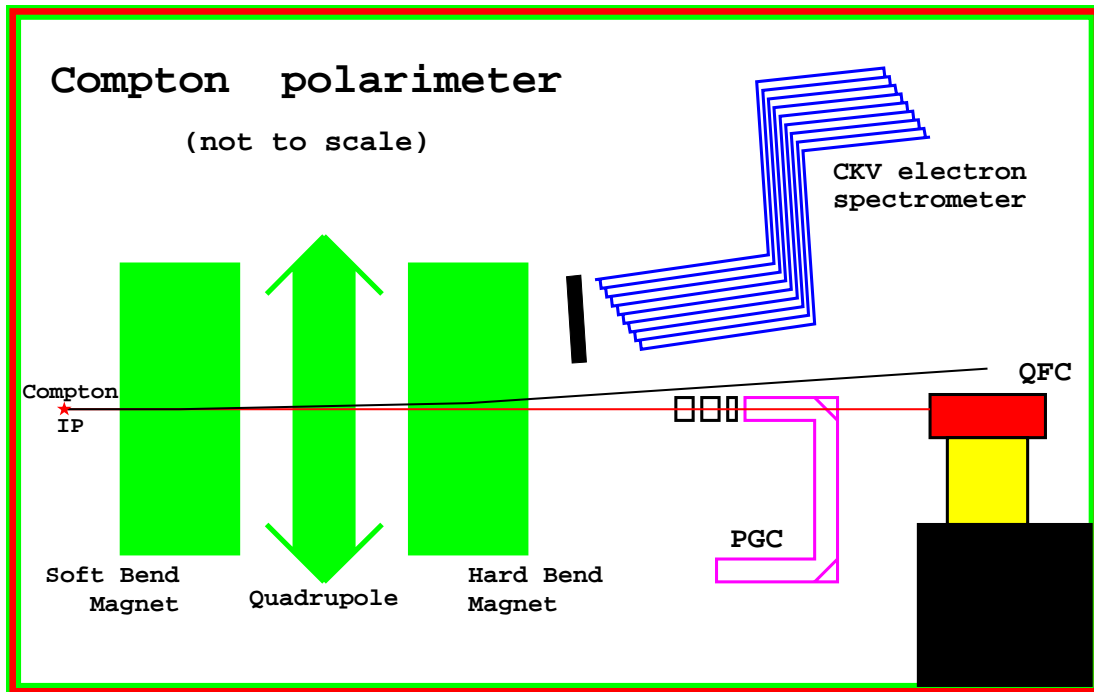 Compton polarimeter
(not to scale)
CKV electron
spectrometer
Compton
IP
QFC
PGC
Soft Bend
Magnet
Quadrupole
Hard Bend
Magnet